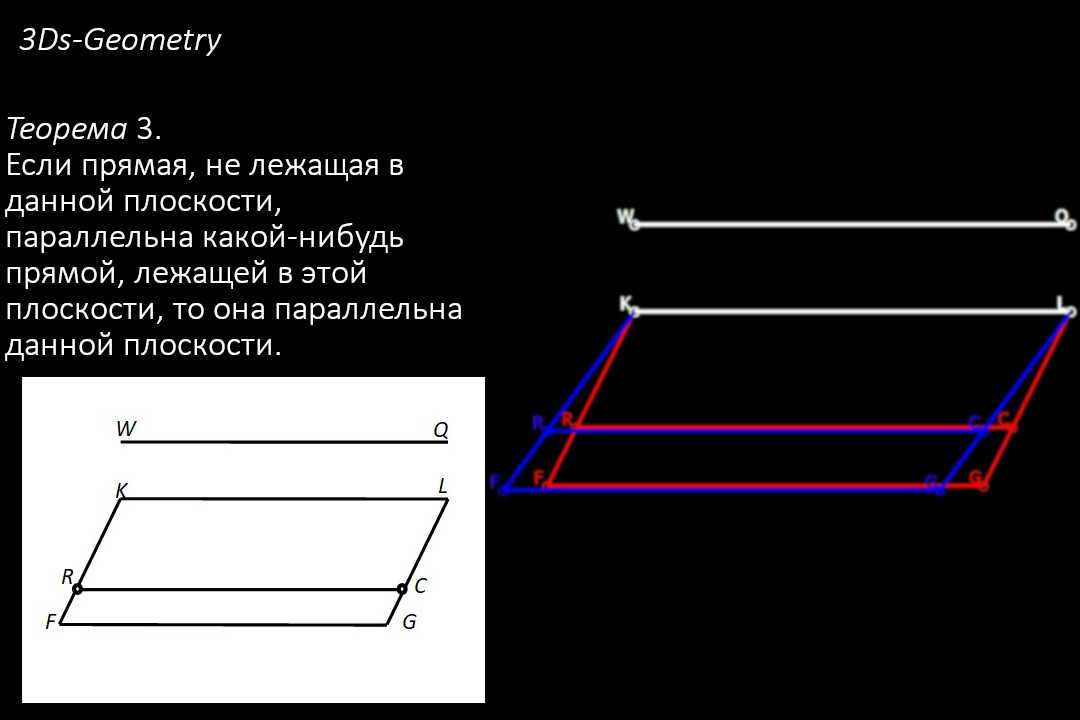 3Ds-Geometry
Теорема 3.
Если прямая, не лежащая в
данной плоскости,
параллельна какой-нибудь
прямой, лежащей в этой
плоскости, то она параллельна
данной плоскости.
W Q
K L
R C
F G
W Q
K L
R R C C
F F G G